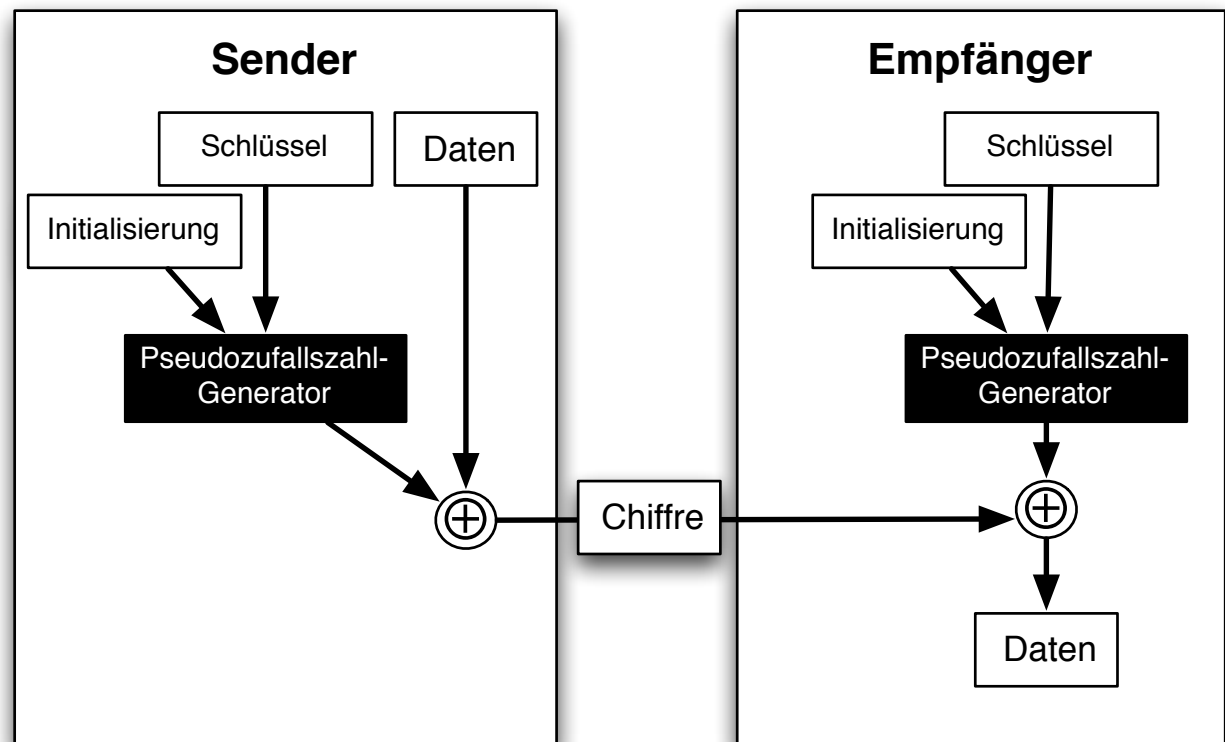 Sender
Schlüssel
Daten
Initialisierung
Pseudozufallszahl-
Generator
Chiffre
Empfänger
Schlüssel
Initialisierung
Pseudozufallszahl-
Generator
Daten